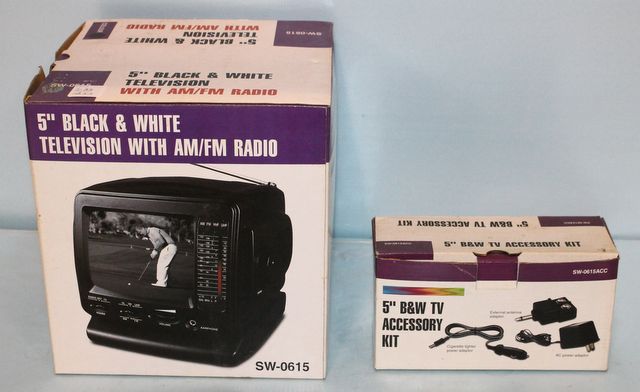 5" BLACK & WHITE
TELEVISION
WITH AM/FM RADIO
SW-0615
5" BLACK & WHITE
TELEVISION
WITH AM/FM RADIO
5" BLACK & WHITE
TELEVISION WITH AM/FM RADIO
VOLUME
SW-0615
5" B&W TV ACCESSORY KIT
5" B&W TV ACCESSORY KIT
SW-0615ACC
5" B&W TV
ACCESSORY
KIT
External antenna
adaptor
Cigarette lighter
power adaptor
AC power adaptor